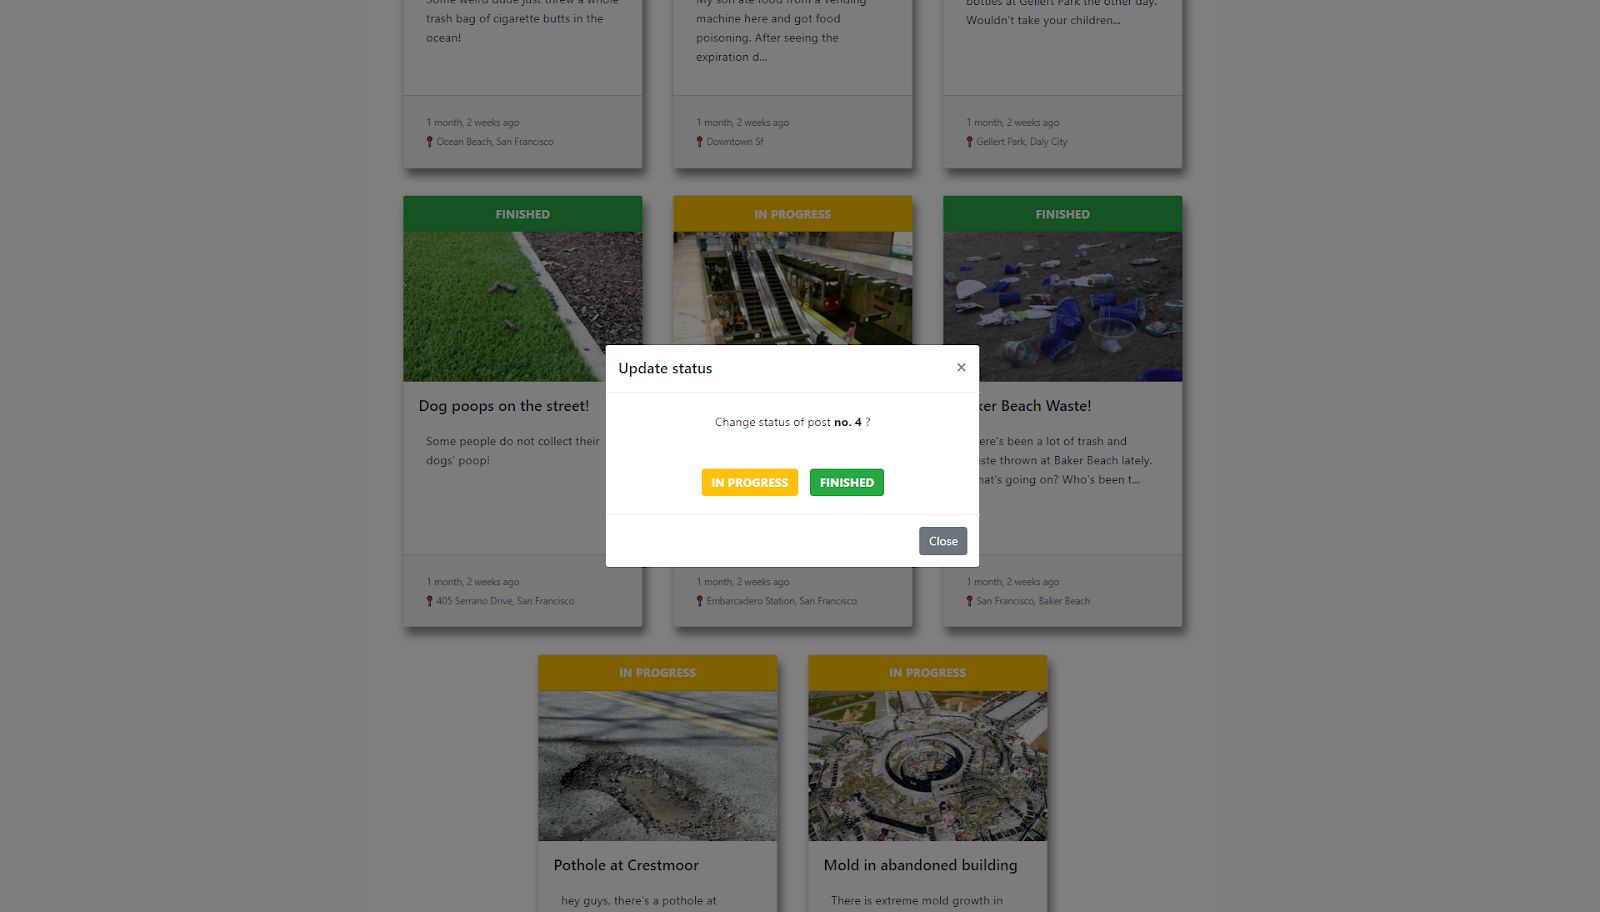 Some weird dude just threw a whole
trash bag of cigarette butts in the
ocean!
1 month, 2 weeks ago
Ocean Beach, San Francisco
My son ate food from a vending
machine here and got food
poisoning. After seeing the
expiration d...
1 month, 2 weeks ago
Downtown Sf
bottles at Gellert Park the other day.
Wouldn't take your children...
1 month, 2 weeks ago
Gellert Park, Daly City
FINISHED
Dog poops on the street!
Some people do not collect their
dogs' poop!
1 month, 2 weeks ago
405 Serrano Drive, San Francisco
IN PROGRESS
1 month, 2 weeks ago
Embarcadero Station, San Francisco
FINISHED
ker Beach Waste!
ere's been a lot of trash and
ste thrown at Baker Beach lately.
hat's going on? Who's been t...
1 month, 2 weeks ago
San Francisco, Baker Beach
Update status
×
Change status of post no. 4 ?
IN PROGRESS
FINISHED
Close
IN PROGRESS
Pothole at Crestmoor
hey guys, there's a pothole at
IN PROGRESS
Mold in abandoned building
There is extreme mold growth in